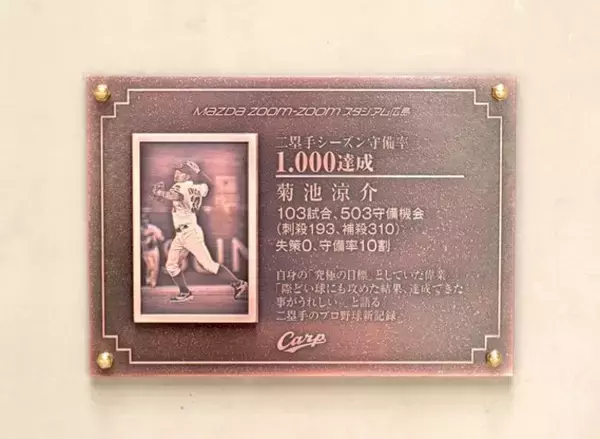 mazda zoom-zoom スタジアム広島
二塁手シーズン守備率
1.000達成
菊池涼介
103試合、503守備機会
(刺殺193、補殺310)
失策0、守備率10割
自身の「究極の目標」としていた偉業
「際どい球にも攻めた結果、達成できた
事がうれしい。」と語る
二塁手のプロ野球新記録
Carp